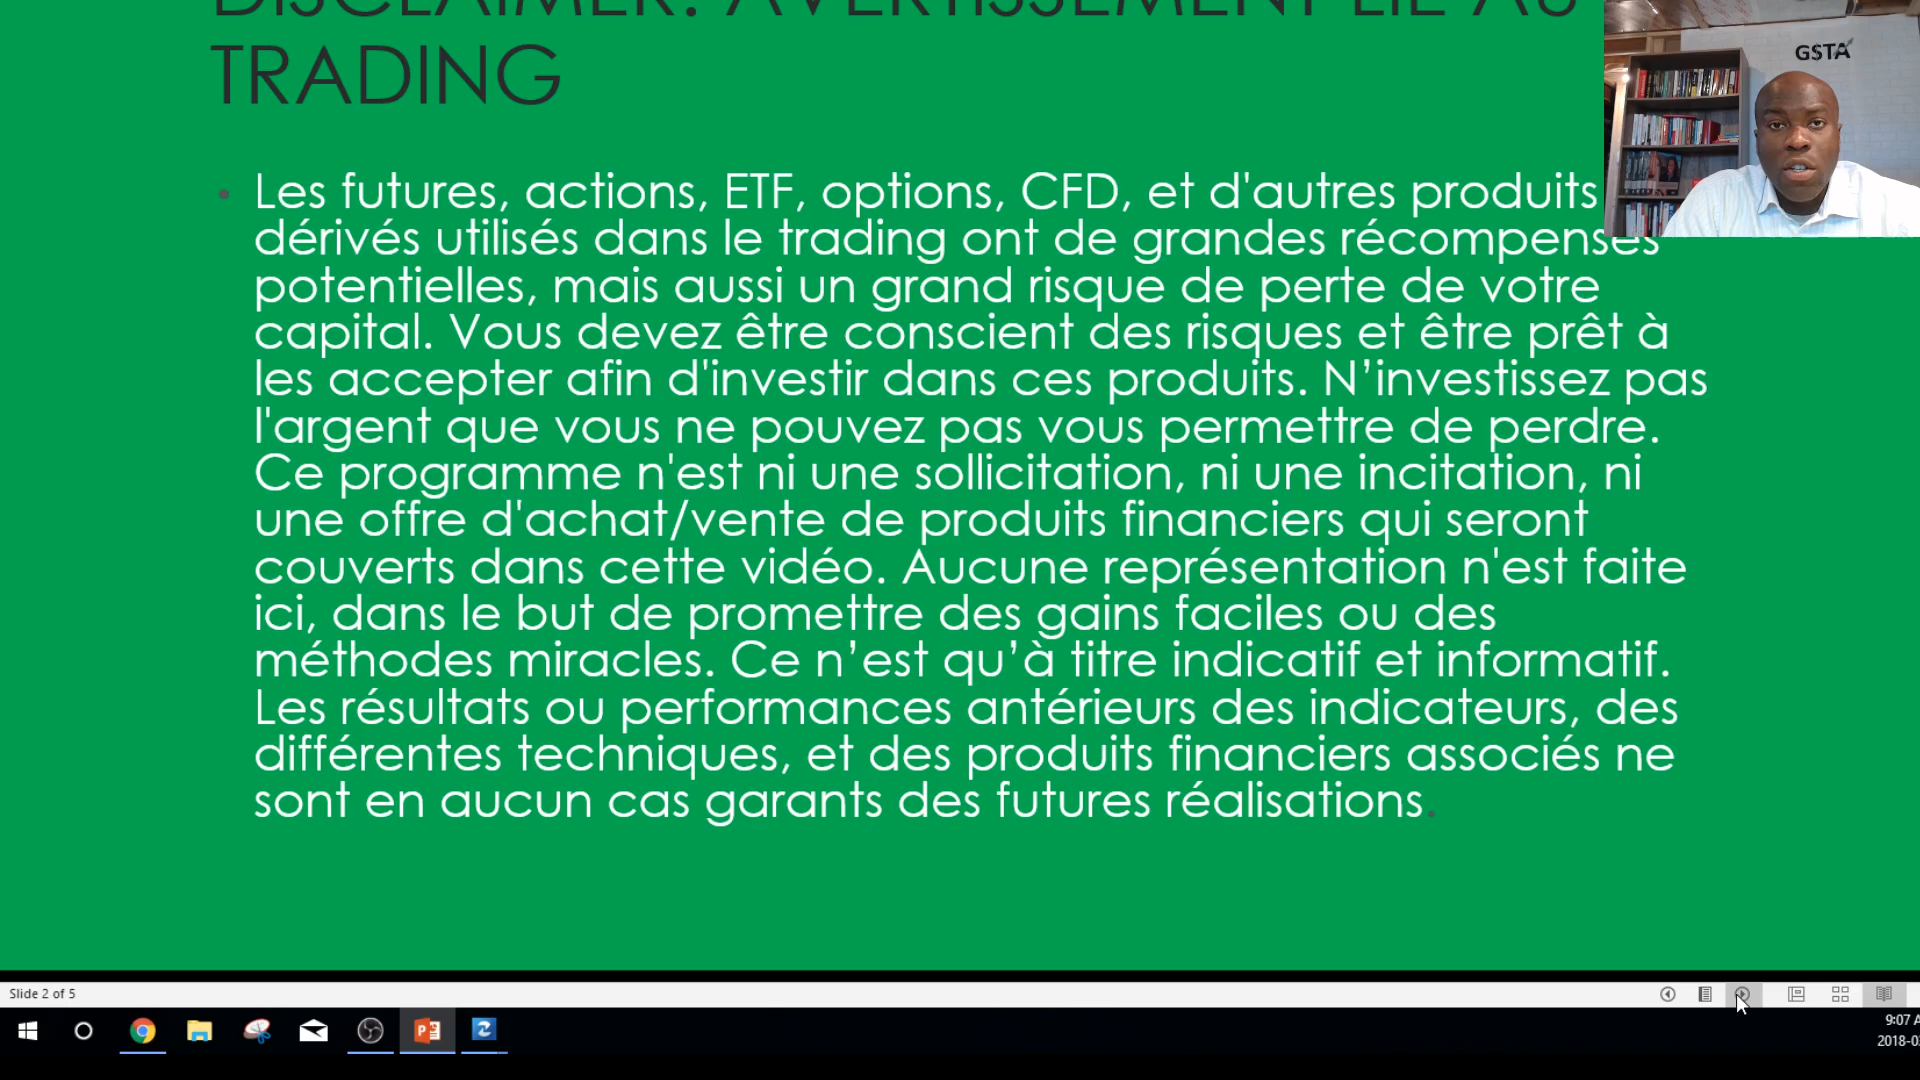 DISCLAIMER: AVERTISSEMENT LIÉ AU
TRADING
GSTA
• Les futures, actions, ETF, options, CFD, et d'autres produits
dérivés utilisés dans le trading ont de grandes récompenses
potentielles, mais aussi un grand risque de perte de votre
capital. Vous devez être conscient des risques et être prêt à
les accepter afin d'investir dans ces produits. N’investissez pas
l'argent que vous ne pouvez pas vous permettre de perdre.
Ce programme n'est ni une sollicitation, ni une incitation, ni
une offre d'achat/vente de produits financiers qui seront
couverts dans cette vidéo. Aucune représentation n'est faite
ici, dans le but de promettre des gains faciles ou des
méthodes miracles. Ce n’est qu’à titre indicatif et informatif.
Les résultats ou performances antérieurs des indicateurs, des
différentes techniques, et des produits financiers associés ne
sont en aucun cas garants des futures réalisations.
Slide 2 of 5
9:07 A
2018-0